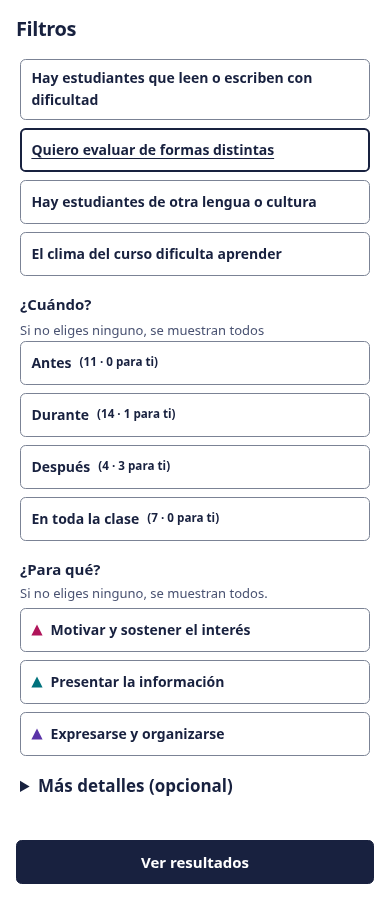 Filtros
Hay estudiantes que leen o escriben con
dificultad
Quiero evaluar de formas distintas
Hay estudiantes de otra lengua o cultura
El clima del curso dificulta aprender
¿Cuándo?
Si no eliges ninguno, se muestran todos
Antes (11 · 0 para ti)
Durante (14 · 1 para ti)
Después (4 · 3 para ti)
En toda la clase (7 · 0 para ti)
¿Para qué?
Si no eliges ninguno, se muestran todos.
Motivar y sostener el interés
Presentar la información
Expresarse y organizarse
Más detalles (opcional)
Ver resultados